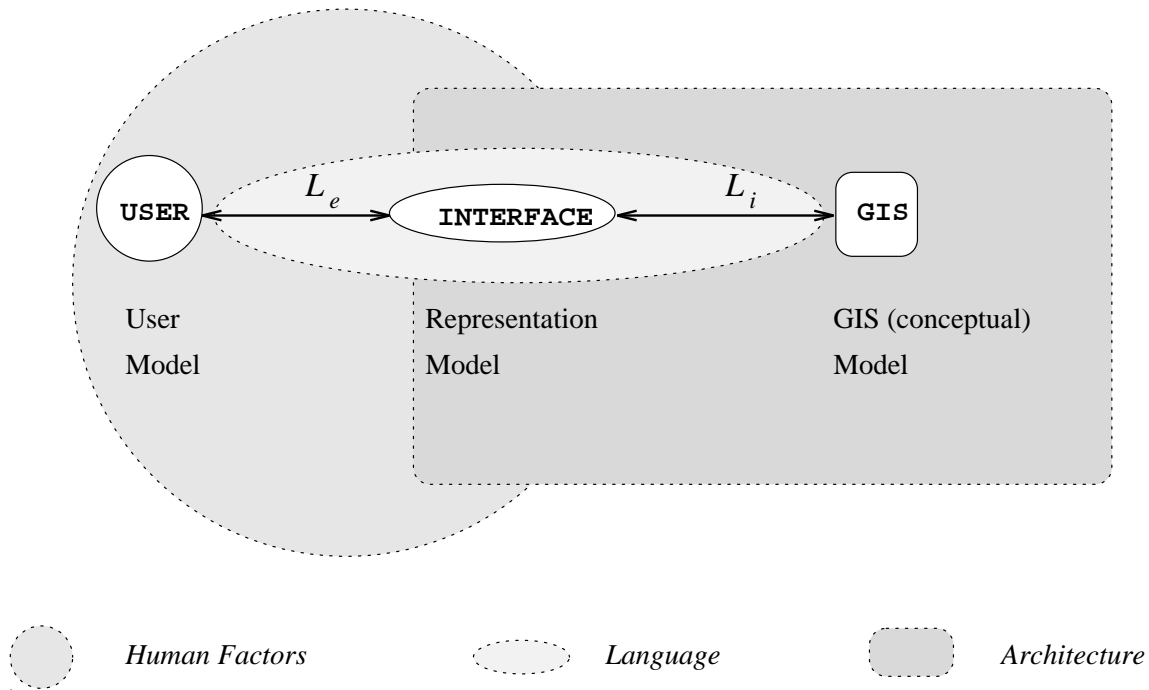 L_e
L_i
USER
INTERFACE
GIS
User
Model
Representation
Model
GIS (conceptual)
Model
Human Factors
Language
Architecture